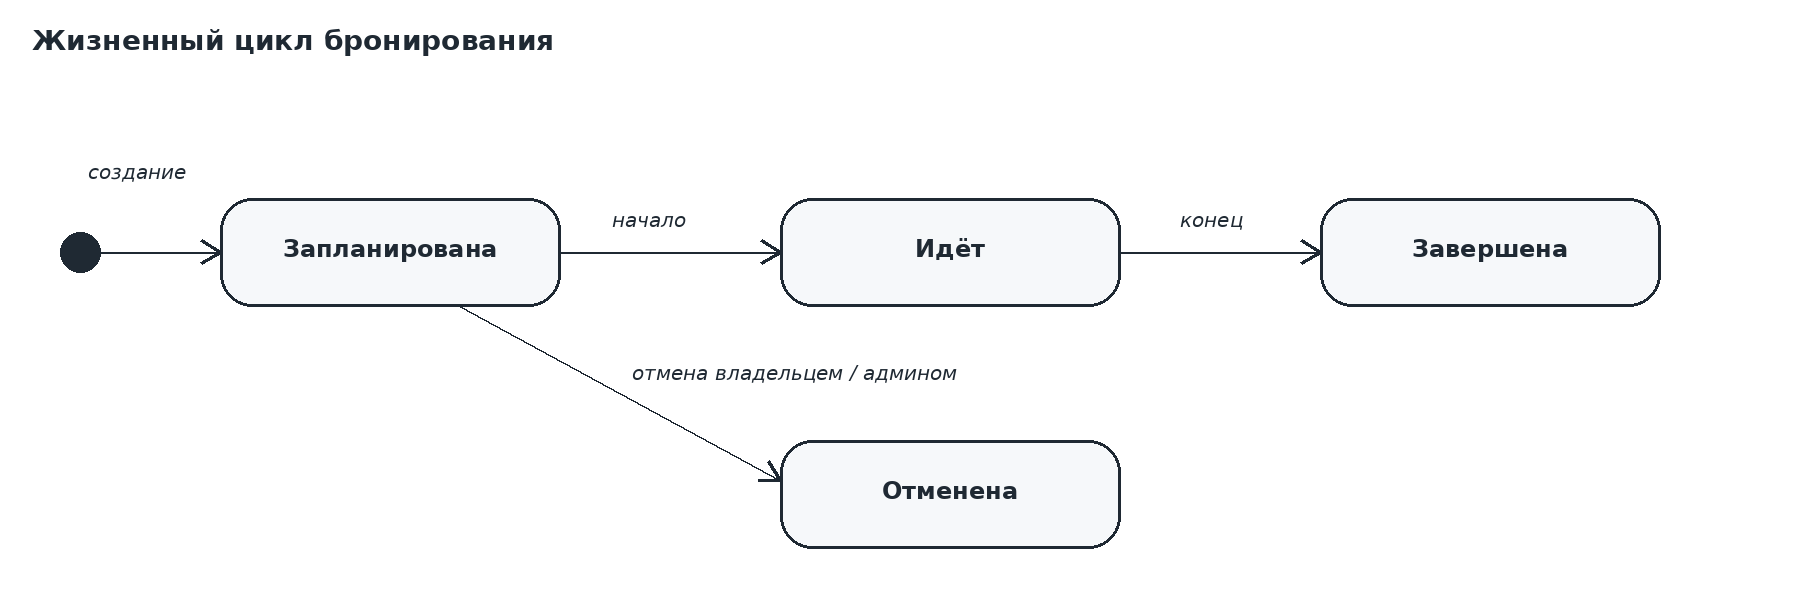 Жизненный цикл бронирования
создание
начало
конец
Запланирована
Идёт
Завершена
отмена владельцем / админом
Отменена